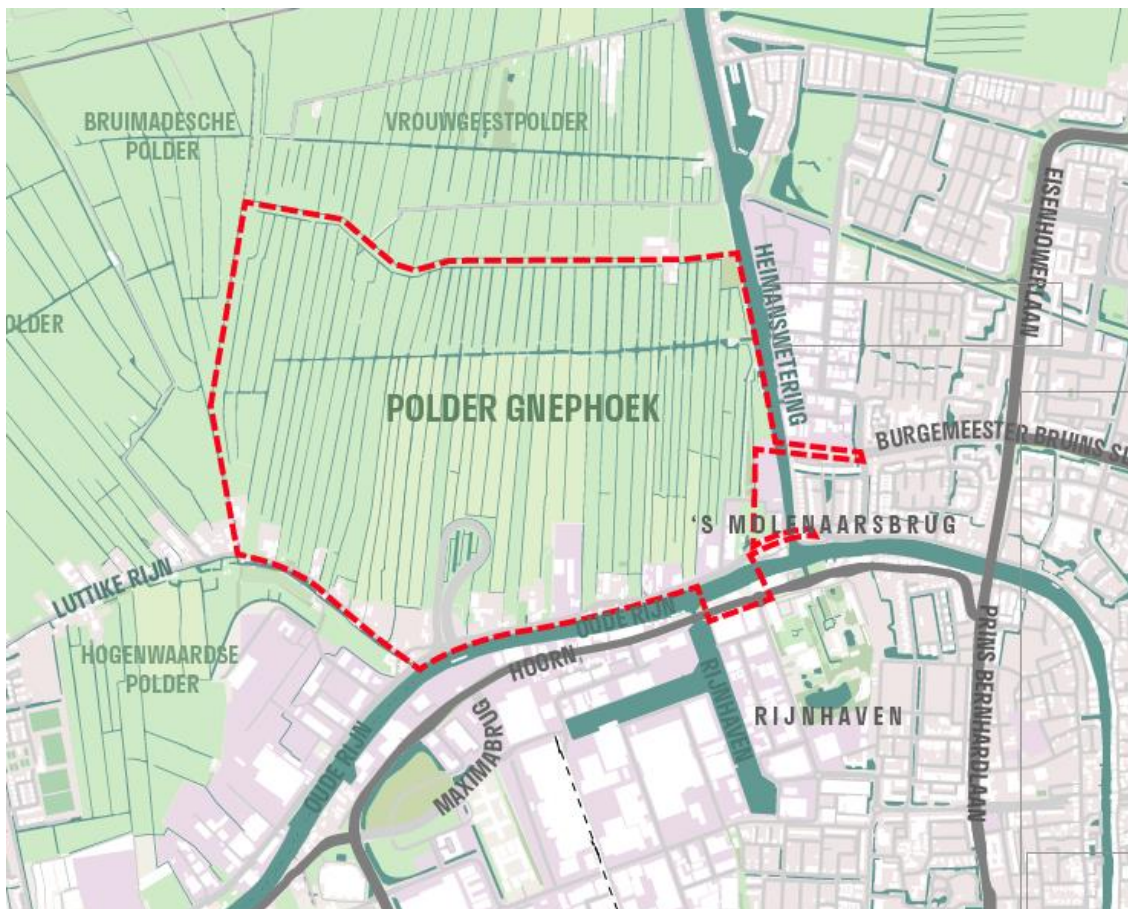 BRUIMADESCHE
POLDER
VROUWGEESTPOLDER
EISENHOWERLAAN
HEIMANSWETERING
OLDER
POLDER GNEPHOEK
BURGEMEESTER BRUINS SL
'S MOLENAARSBRUG
LUTTIKE RIJN
OUDE RIJN
HOORN
HOGENWAARDSE
POLDER
RIJNHAVEN
RIJNHAVEN
PRINS BERNHARDLAAN
MAXIMABRUG
OUDE RIJN